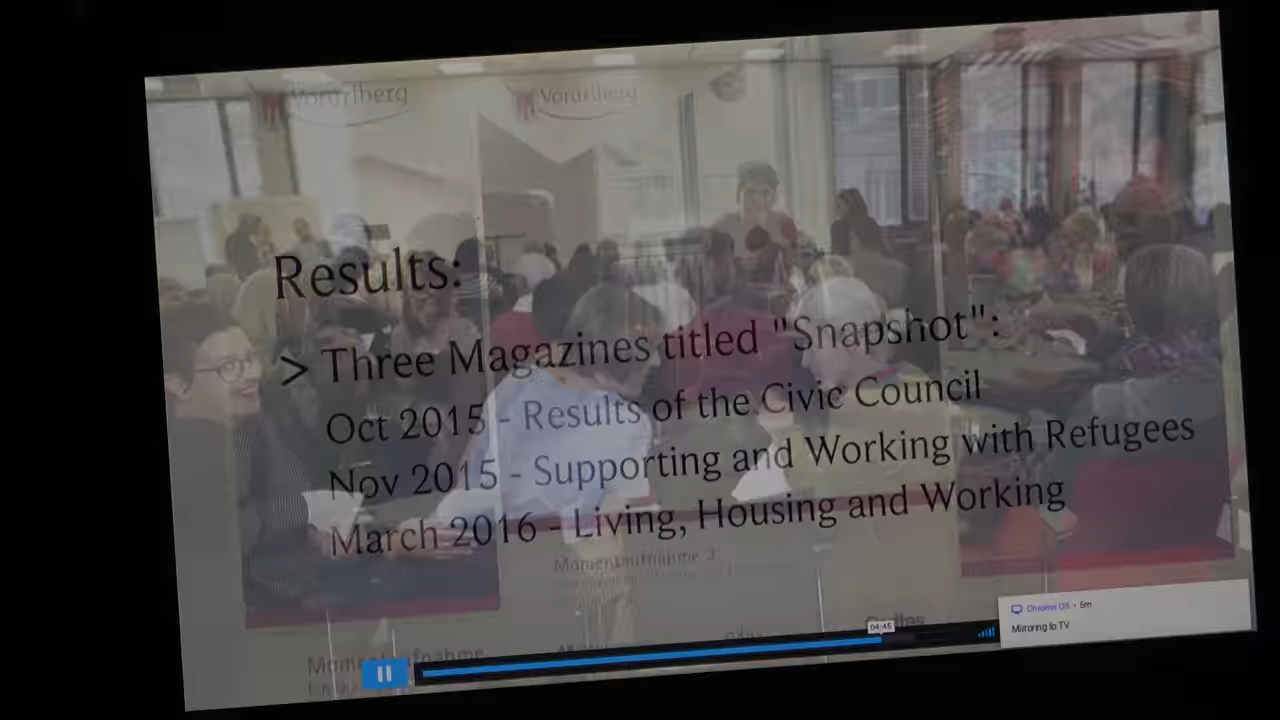 Vorarlberg
Vorarlberg
Results:
> Three Magazines titled "Snapshot":
Oct 2015 - Results of the Civic Council
Nov 2015 - Supporting and Working with Refugees
March 2016 - Living, Housing and Working
Momentaufnahme 3
Momentaufnahme
04:45
Chrome OS • 5m
Mirroring to TV